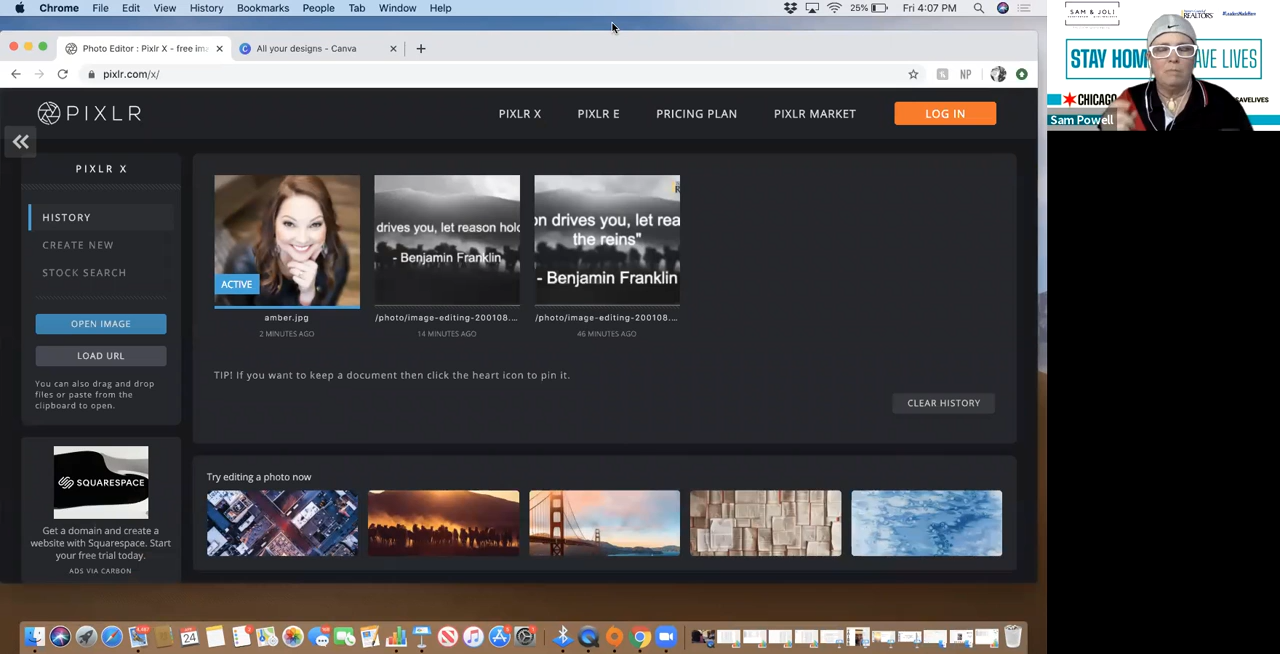 Chrome File Edit View History Bookmarks People Tab Window Help
25% Fri 4:07 PM
Photo Editor : Pixlr X - free ima
All your designs - Canva
pixlr.com/x/
NP
PIXLR
PIXLR X
PIXLR E
PRICING PLAN
PIXLR MARKET
LOG IN
PIXLR X
HISTORY
CREATE NEW
STOCK SEARCH
OPEN IMAGE
LOAD URL
You can also drag and drop
files or paste from the
clipboard to open.
SQUARESPACE
Get a domain and create a
website with Squarespace. Start
your free trial today.
ADS VIA CARBON
ACTIVE
amber.jpg
2 MINUTES AGO
drives you, let reason hol
- Benjamin Franklin
/photo/image-editing-200108...
14 MINUTES AGO
on drives you, let rea
the reins"
- Benjamin Franklin
/photo/image-editing-200108...
46 MINUTES AGO
TIP! If you want to keep a document then click the heart icon to pin it.
CLEAR HISTORY
Try editing a photo now
24
SAM & JOLI
REALTORS
STAY HOM
AVE LIVES
CHICAGO
AVELIVES
Sam Powell